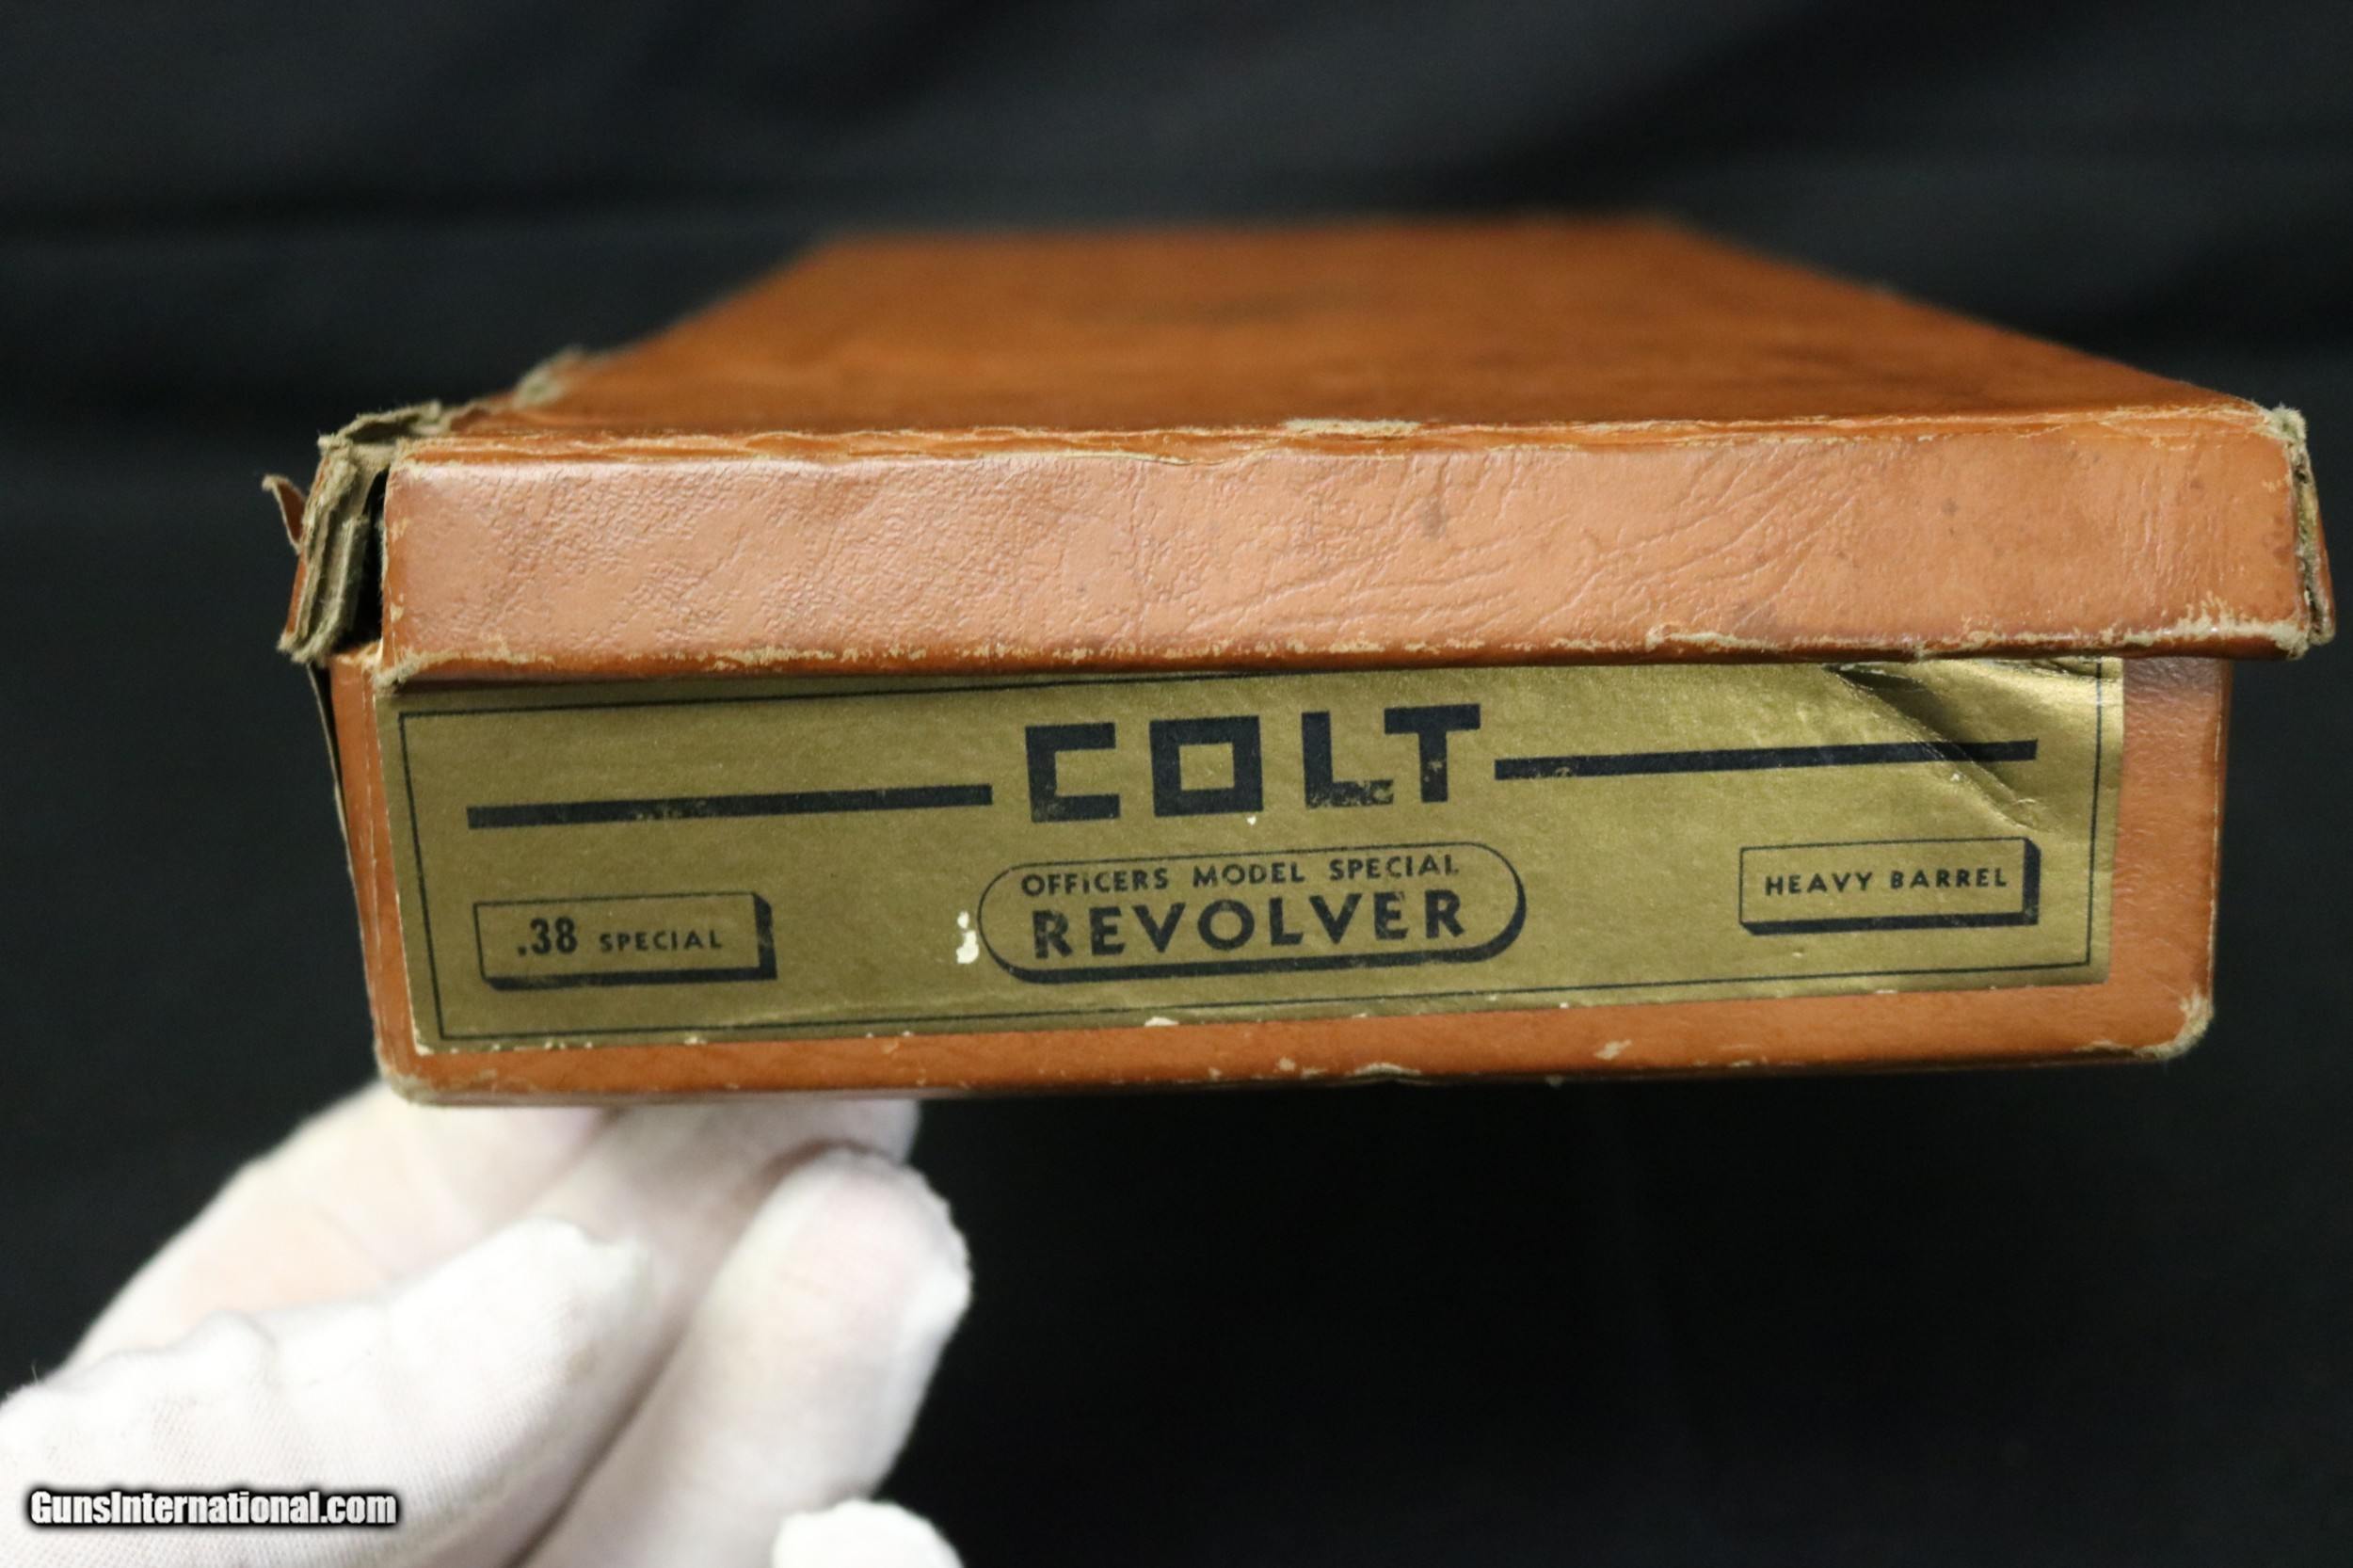 COLT
OFFICERS MODEL SPECIAL
REVOLVER
.38 SPECIAL
HEAVY BARREL
GunsInternational.com